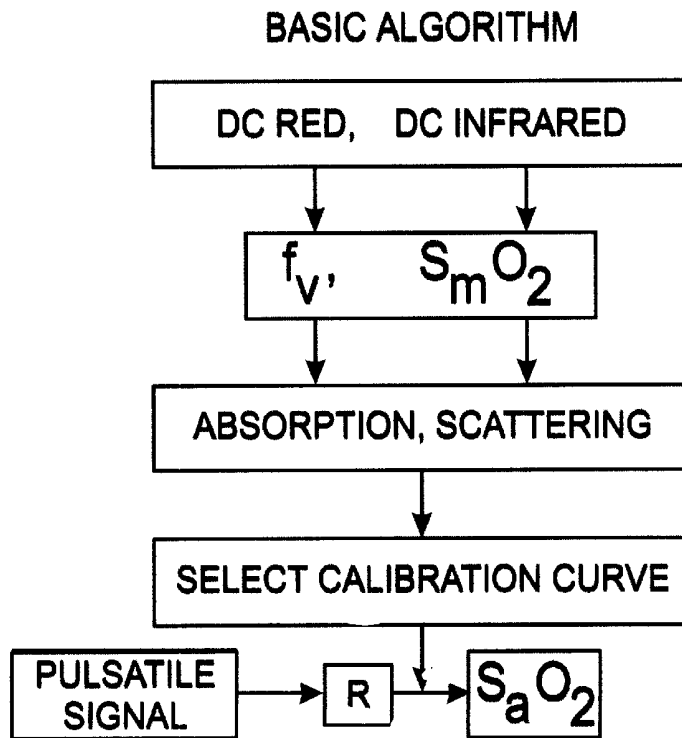 BASIC ALGORITHM
DC RED, DC INFRARED
fv, SmO2
ABSORPTION, SCATTERING
SELECT CALIBRATION CURVE
PULSATILE
SIGNAL
R
SaO2